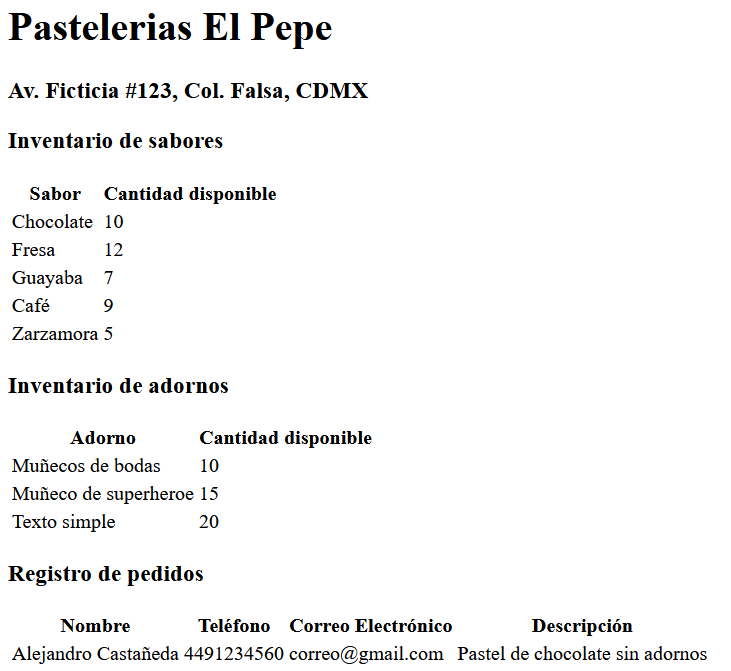 Pastelerias El Pepe
Av. Ficticia #123, Col. Falsa, CDMX
Inventario de sabores
Sabor Cantidad disponible
Chocolate 10
Fresa 12
Guayaba 7
Café 9
Zarzamora 5
Inventario de adornos
Adorno Cantidad disponible
Muñecos de bodas 10
Muñeco de superheroe 15
Texto simple 20
Registro de pedidos
Nombre Teléfono Correo Electrónico Descripción
Alejandro Castañeda 4491234560 correo@gmail.com Pastel de chocolate sin adornos